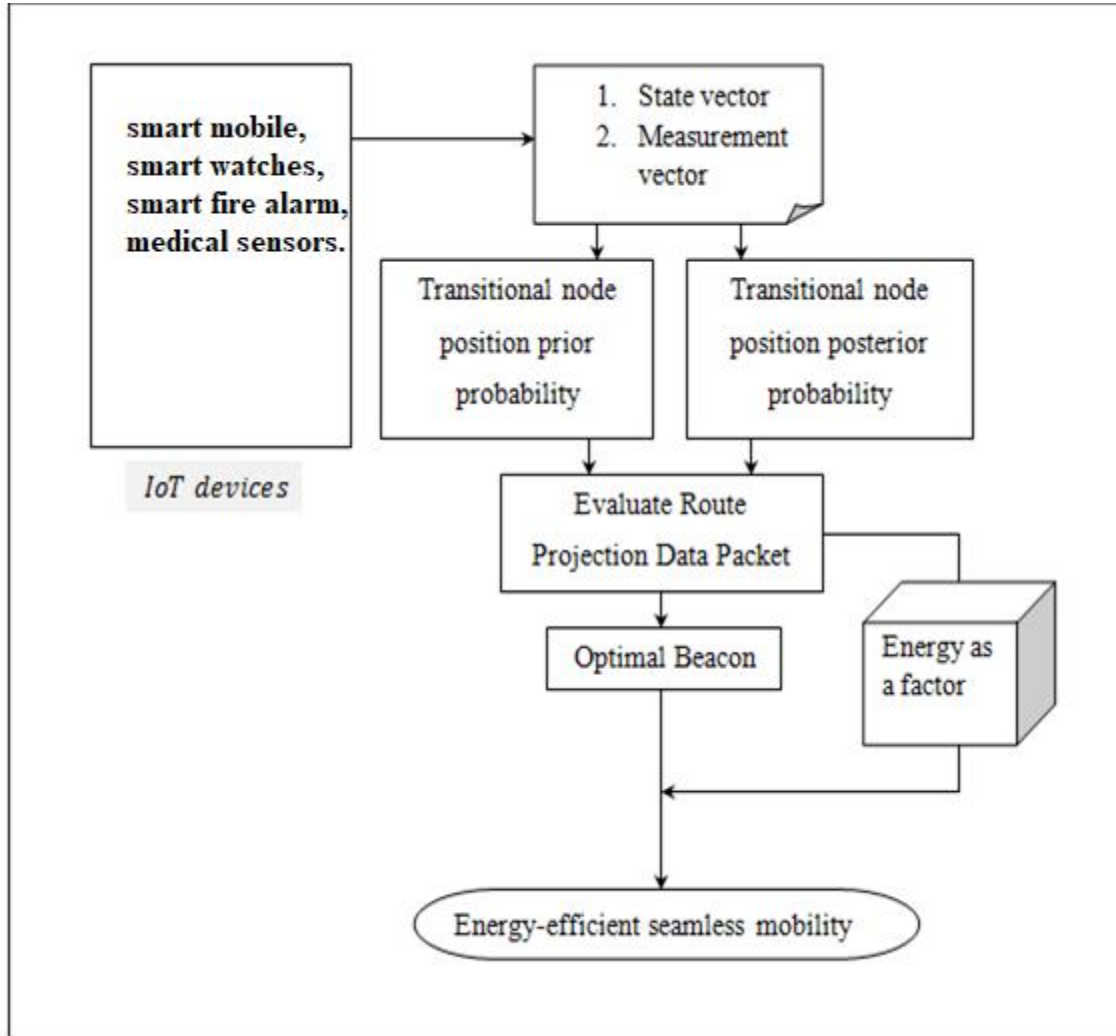 smart mobile,
smart watches,
smart fire alarm,
medical sensors.
IoT devices
1. State vector
2. Measurement
vector
Transitional node
position prior
probability
Transitional node
position posterior
probability
Evaluate Route
Projection Data Packet
Optimal Beacon
Energy as
a factor
Energy-efficient seamless mobility